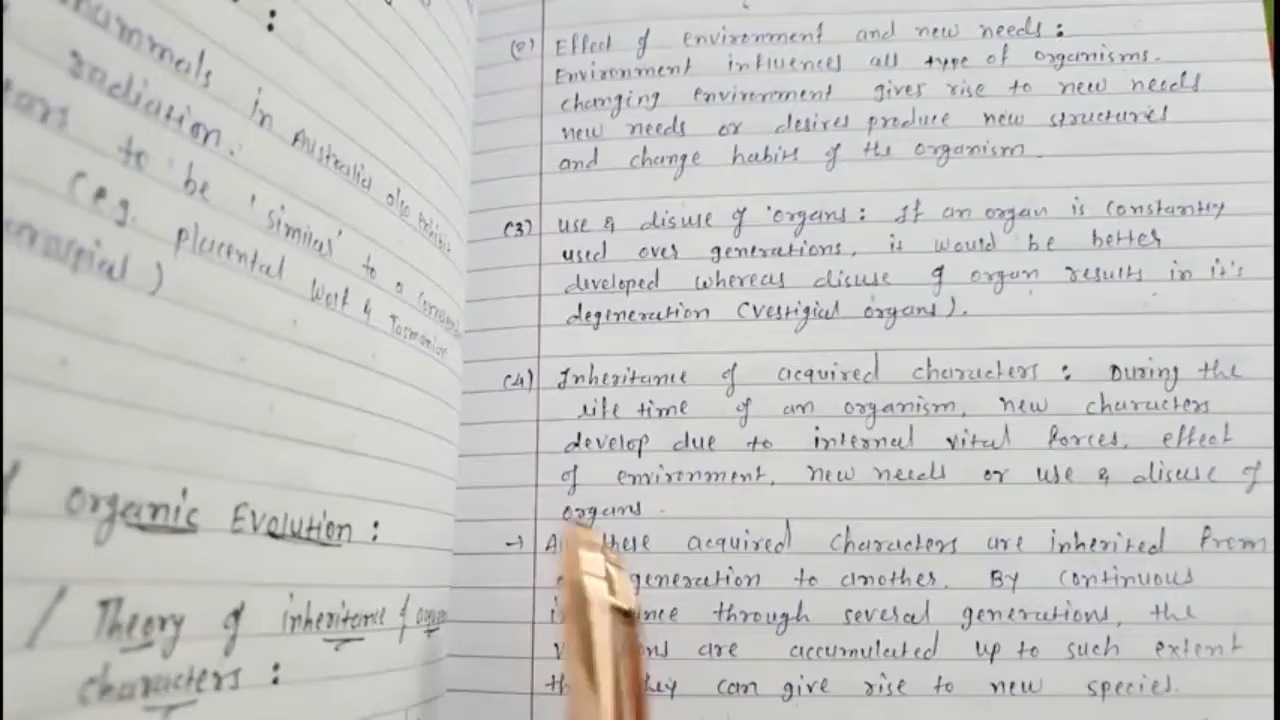 :
mammals in Australia also exhibit
radiation.
to be 'similar' to a
(e.g. placental Wolf & Tasmanian
)
Organic Evolution :
Theory of inheritance of
characters :
(2) Effect of environment and new needs :
Environment influences all type of organisms.
changing environment gives rise to new needs
new needs or desires produce new structures
and change habits of the organism.
(3) use & disuse of organs : If an organ is constantly
used over generations, it would be better
developed whereas disuse of organ results in it's
degeneration (vestigial organs).
(4) Inheritance of acquired characters : During the
life time of an organism, new characters
develop due to internal vital forces, effect
of environment, new needs or use & disuse of
organs.
→ these acquired characters are inherited from
generation to another. By continuous
through several generations, the
are accumulated up to such extent
they can give rise to new species.